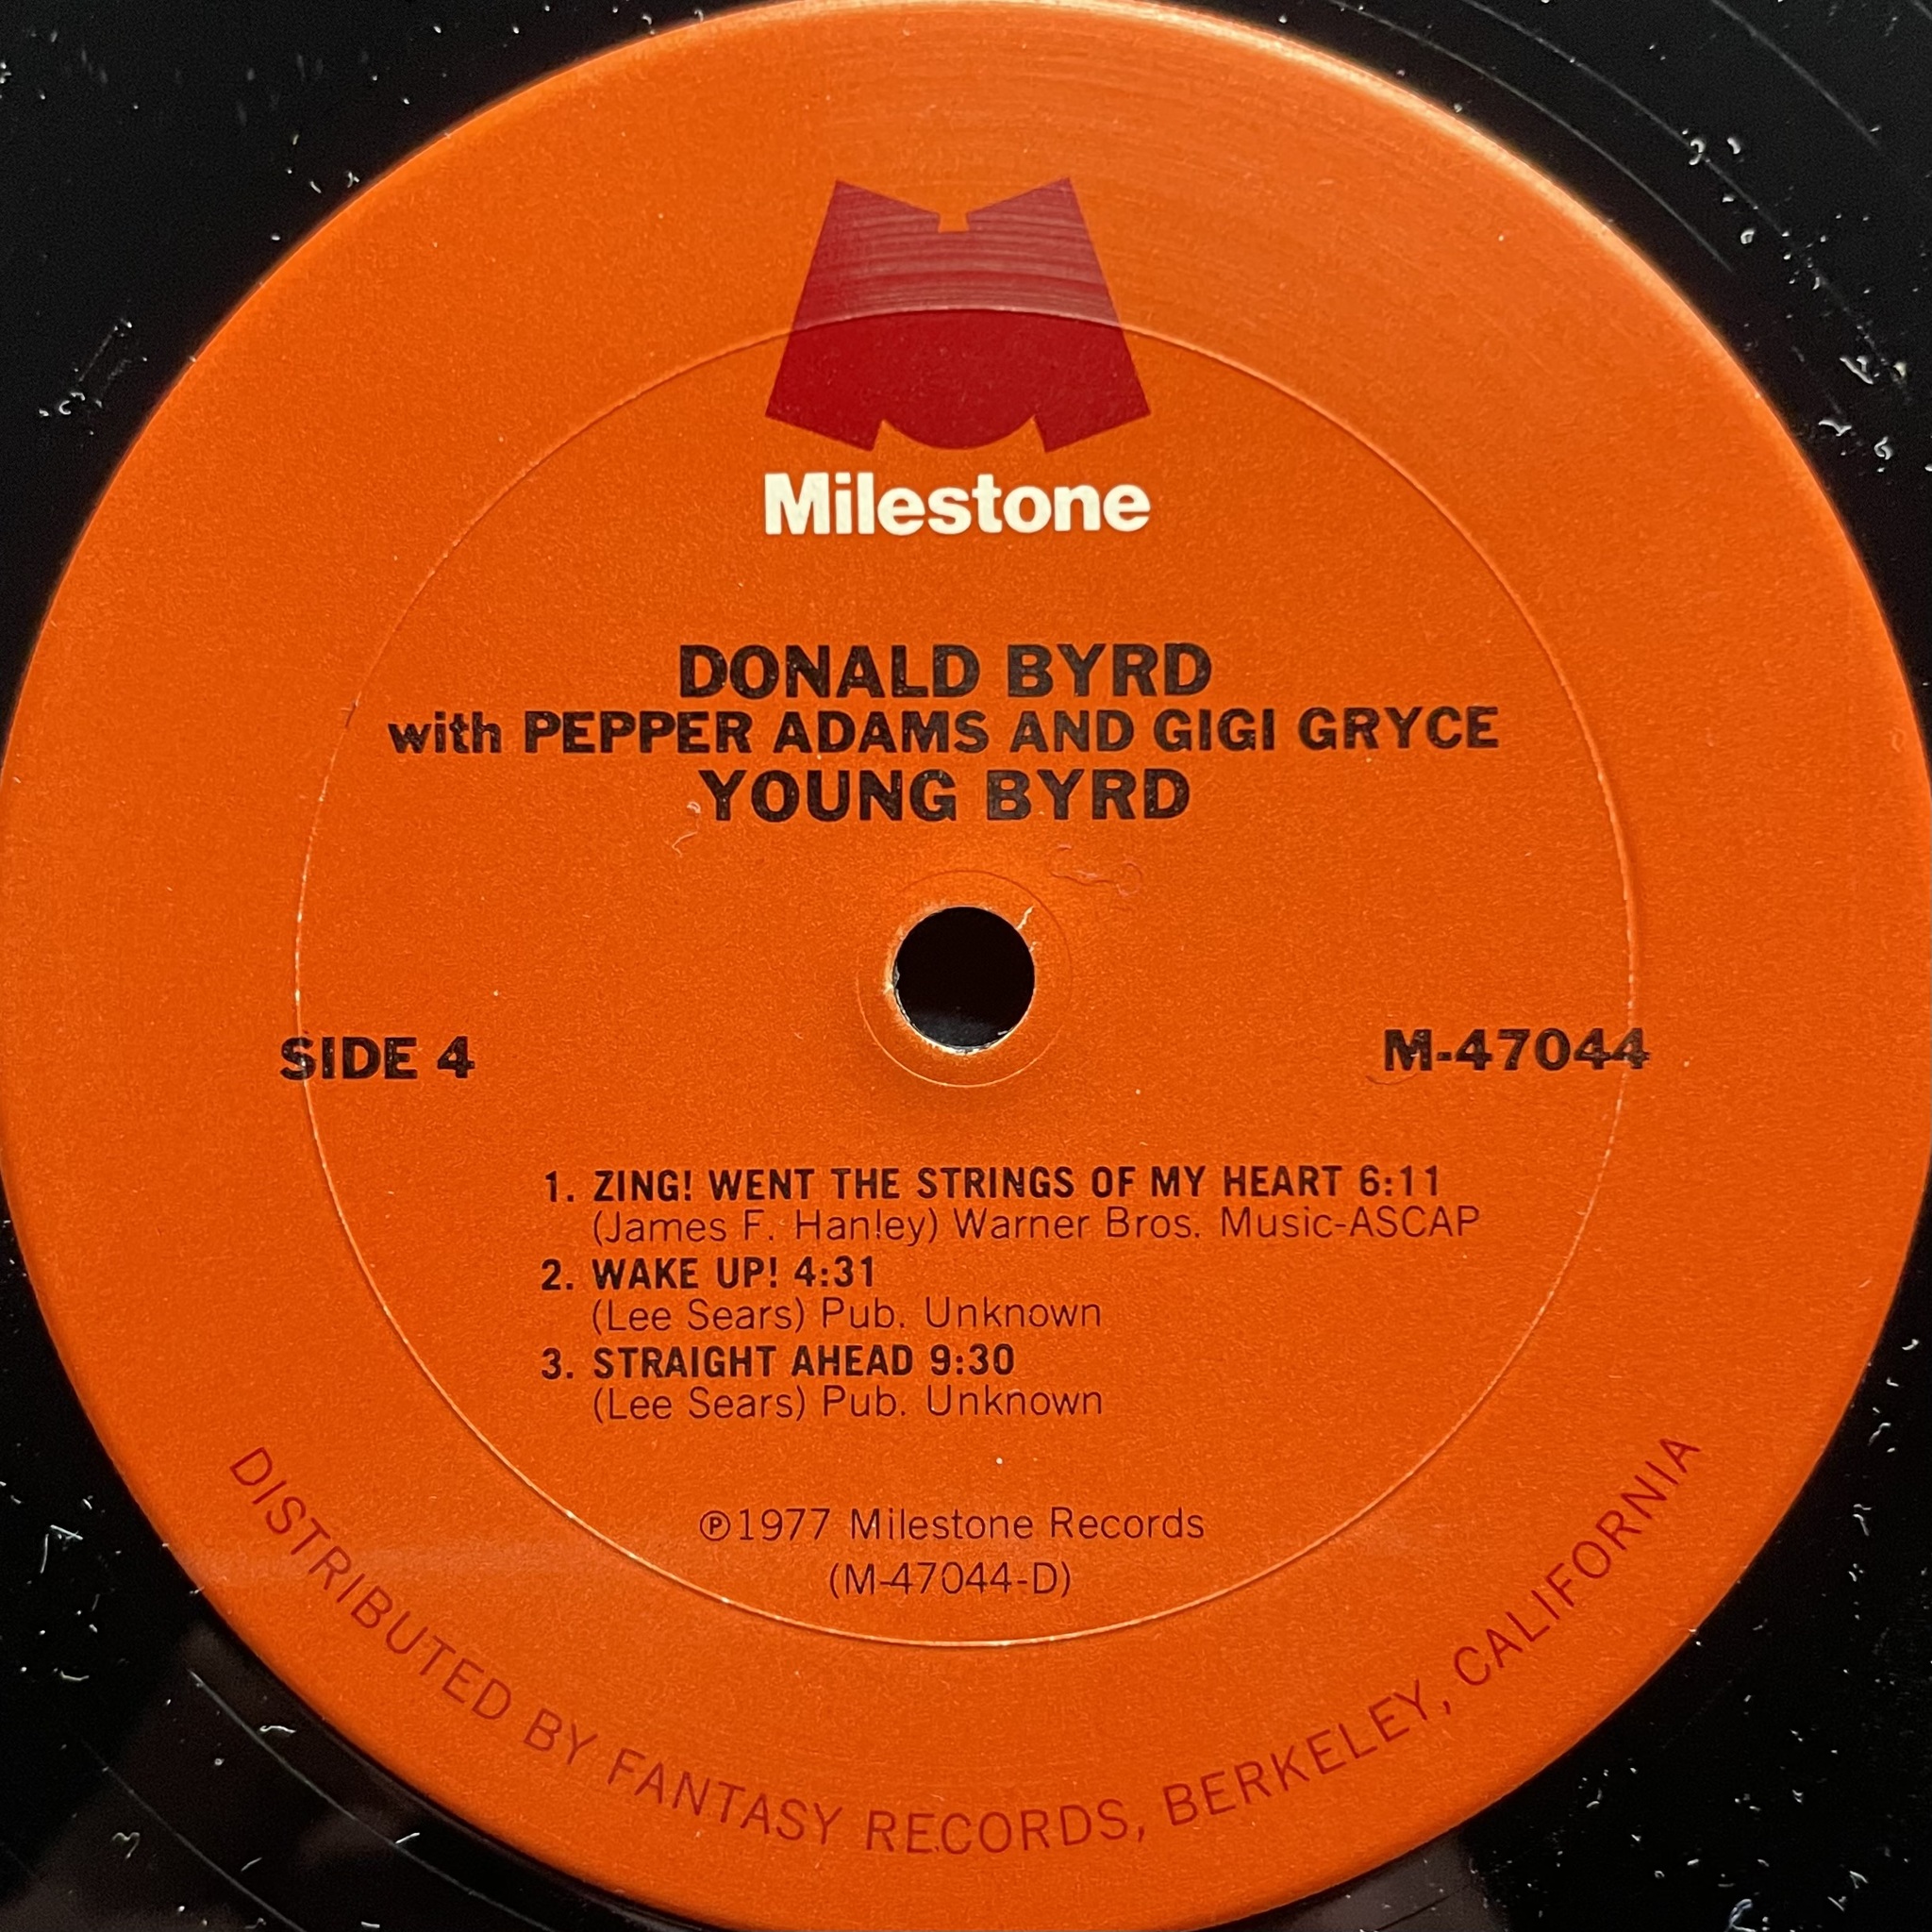 Milestone
DONALD BYRD
with PEPPER ADAMS AND GIGI GRYCE
YOUNG BYRD
SIDE 4
M-47044
1. ZING! WENT THE STRINGS OF MY HEART 6:11
(James F. Hanley) Warner Bros. Music-ASCAP
2. WAKE UP! 4:31
(Lee Sears) Pub. Unknown
3. STRAIGHT AHEAD 9:30
(Lee Sears) Pub. Unknown
℗1977 Milestone Records
(M-47044-D)
DISTRIBUTED BY FANTASY RECORDS, BERKELEY, CALIFORNIA